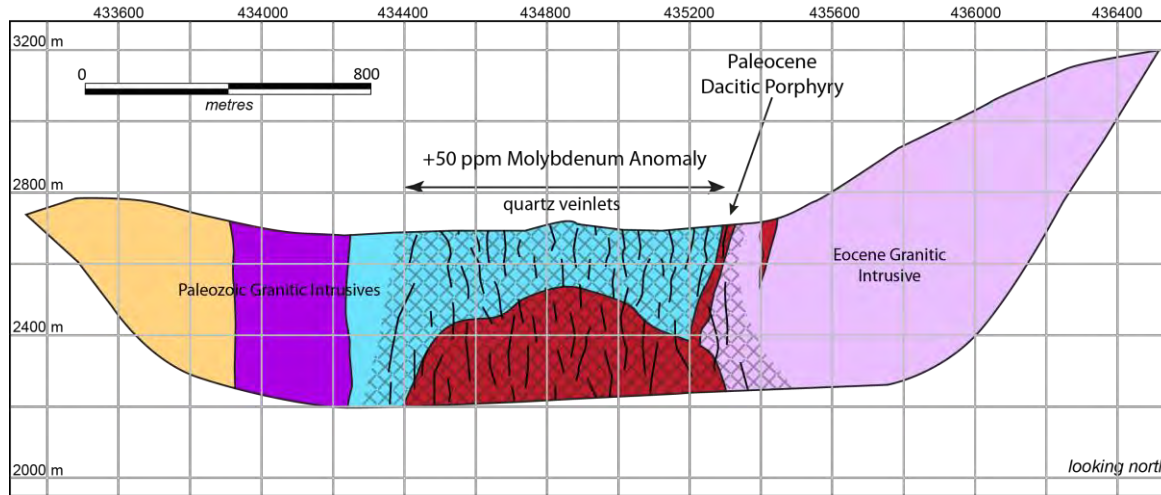 433600 434000 434400 434800 435200 435600 436000 436400
3200 m
0 800
metres
Paleocene
Dacitic Porphyry
+50 ppm Molybdenum Anomaly
2800 m
quartz veinlets
Eocene Granitic
Intrusive
Paleozoic Granitic Intrusives
2400 m
2000 m
looking north